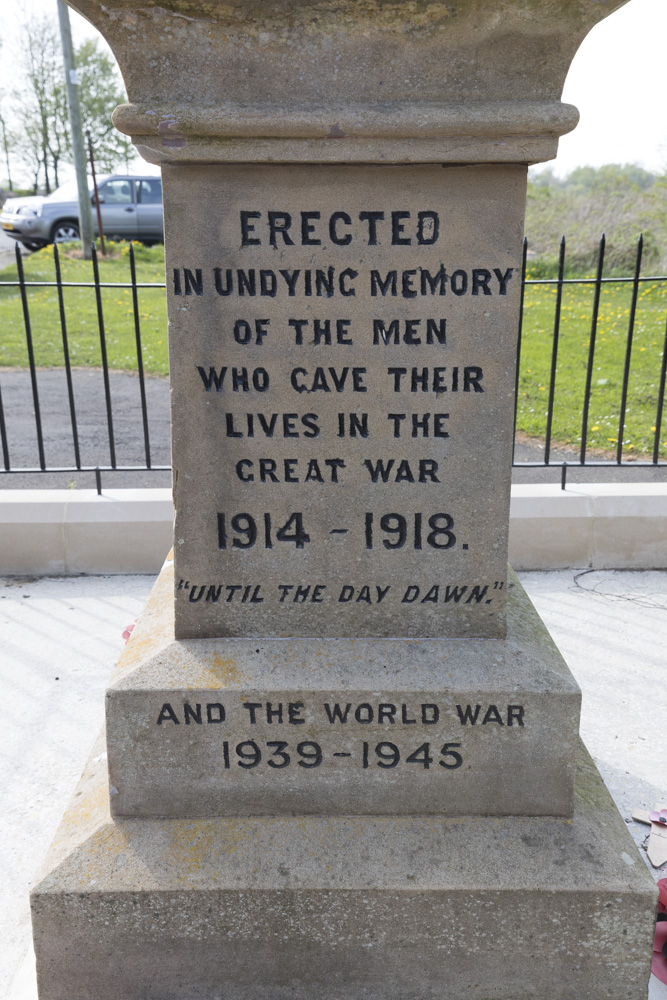 ERECTED
IN UNDYING MEMORY
OF THE MEN
WHO GAVE THEIR
LIVES IN THE
GREAT WAR
1914 - 1918.
"UNTIL THE DAY DAWN."
AND THE WORLD WAR
1939-1945